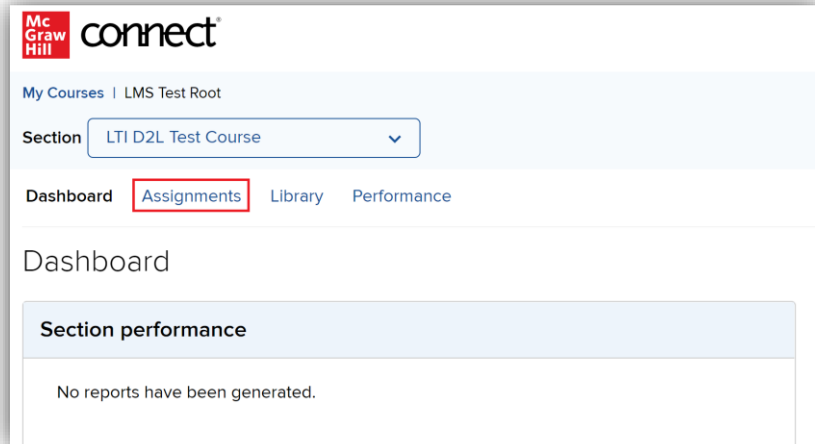 Mc
Graw
Hill
connect®
My Courses | LMS Test Root
Section LTI D2L Test Course
Dashboard Assignments Library Performance
Dashboard
Section performance
No reports have been generated.